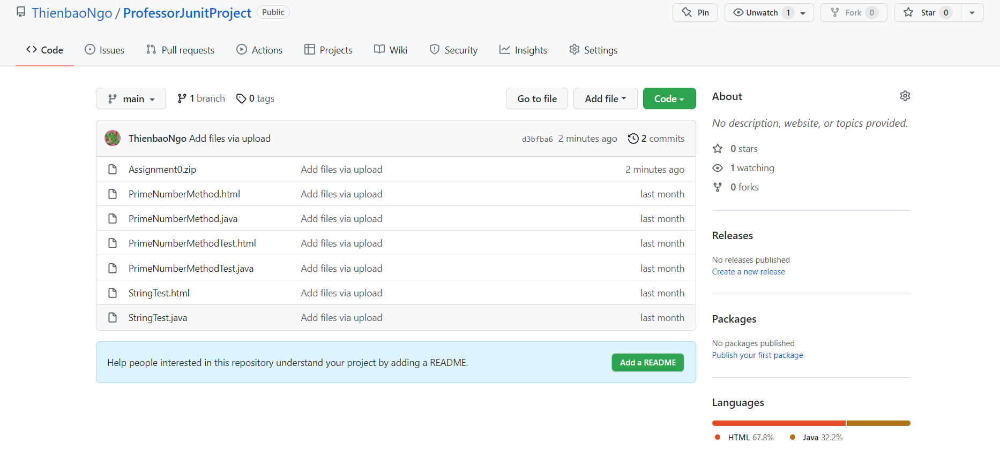 ThienbaoNgo / ProfessorJunitProject Public Pin Unwatch 1 Fork 0 Star 0
Code Issues Pull requests Actions Projects Wiki Security Insights Settings
main 1 branch 0 tags Go to file Add file Code
ThienbaoNgo Add files via upload d3bfba6 2 minutes ago 2 commits
Assignment0.zip Add files via upload 2 minutes ago
PrimeNumberMethod.html Add files via upload last month
PrimeNumberMethod.java Add files via upload last month
PrimeNumberMethodTest.html Add files via upload last month
PrimeNumberMethodTest.java Add files via upload last month
StringTest.html Add files via upload last month
StringTest.java Add files via upload last month
Help people interested in this repository understand your project by adding a README. Add a README
About
No description, website, or topics provided.
0 stars
1 watching
0 forks
Releases
No releases published
Create a new release
Packages
No packages published
Publish your first package
Languages
HTML 67.8% Java 32.2%